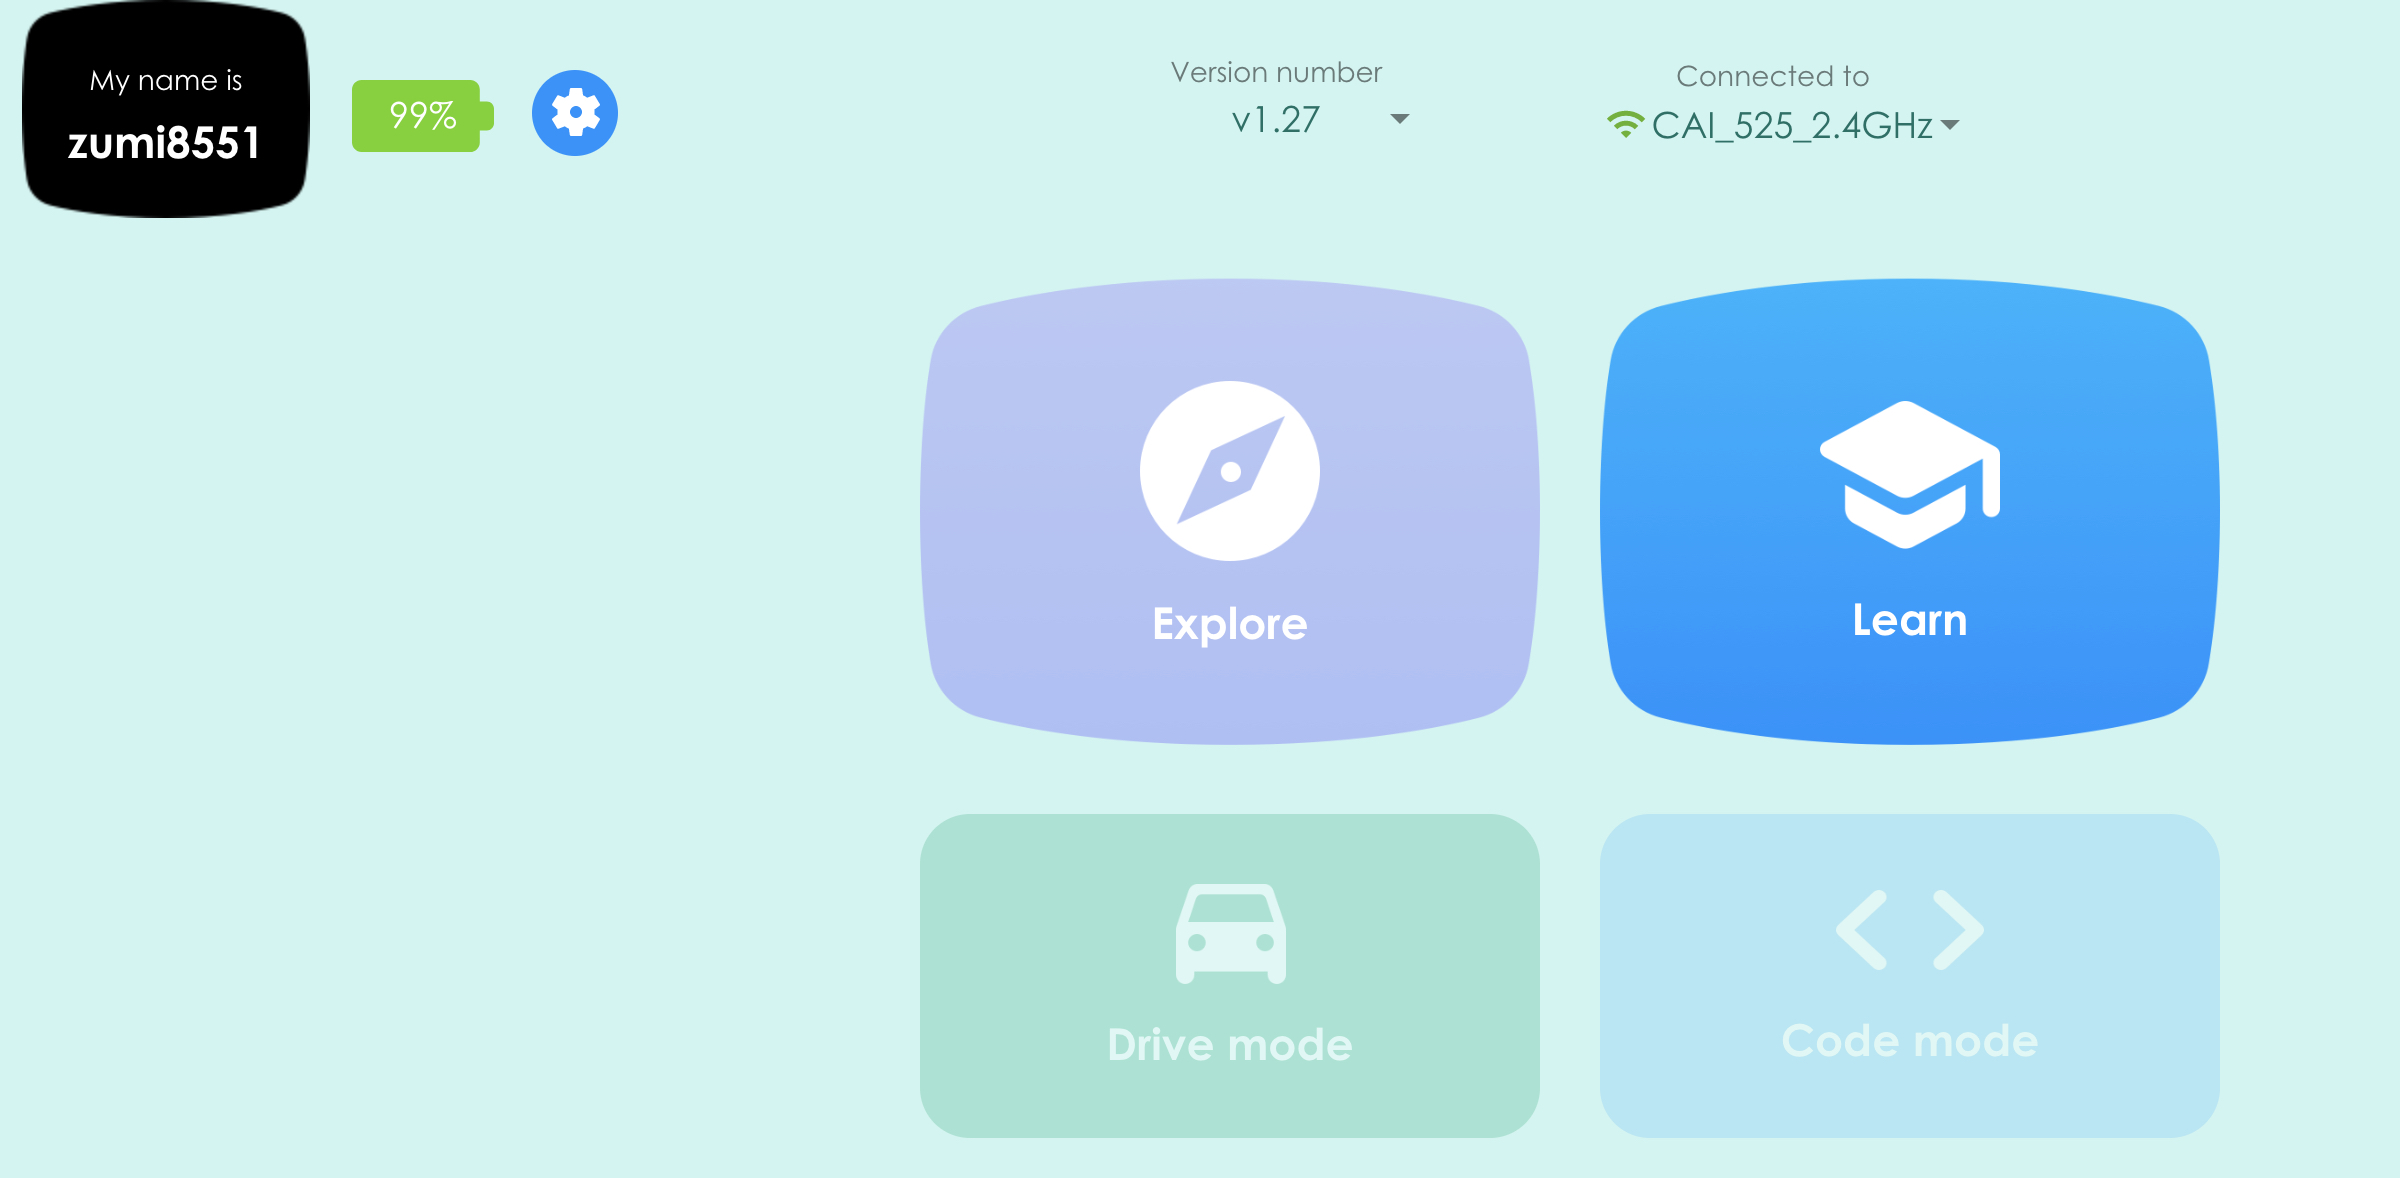 My name is
zumi8551
99%
Version number
v1.27
Connected to
CAI_525_2.4GHz
Explore
Learn
Drive mode
Code mode